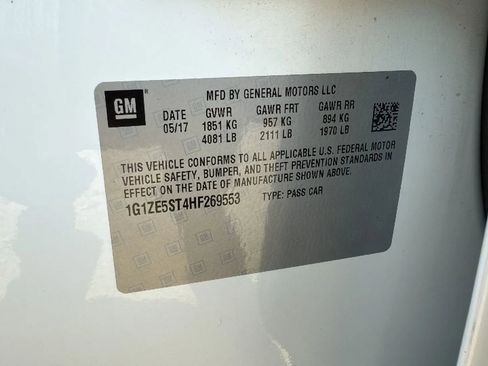 GM
MFD BY GENERAL MOTORS LLC
DATE GVWR GAWR FRT GAWR RR
05/17 1851 KG 957 KG 894 KG
4081 LB 2111 LB 1970 LB
THIS VEHICLE CONFORMS TO ALL APPLICABLE U.S. FEDERAL MOTOR
VEHICLE SAFETY, BUMPER, AND THEFT PREVENTION STANDARDS IN
EFFECT ON THE DATE OF MANUFACTURE SHOWN ABOVE.
1G1ZE5ST4HF269553 TYPE: PASS CAR